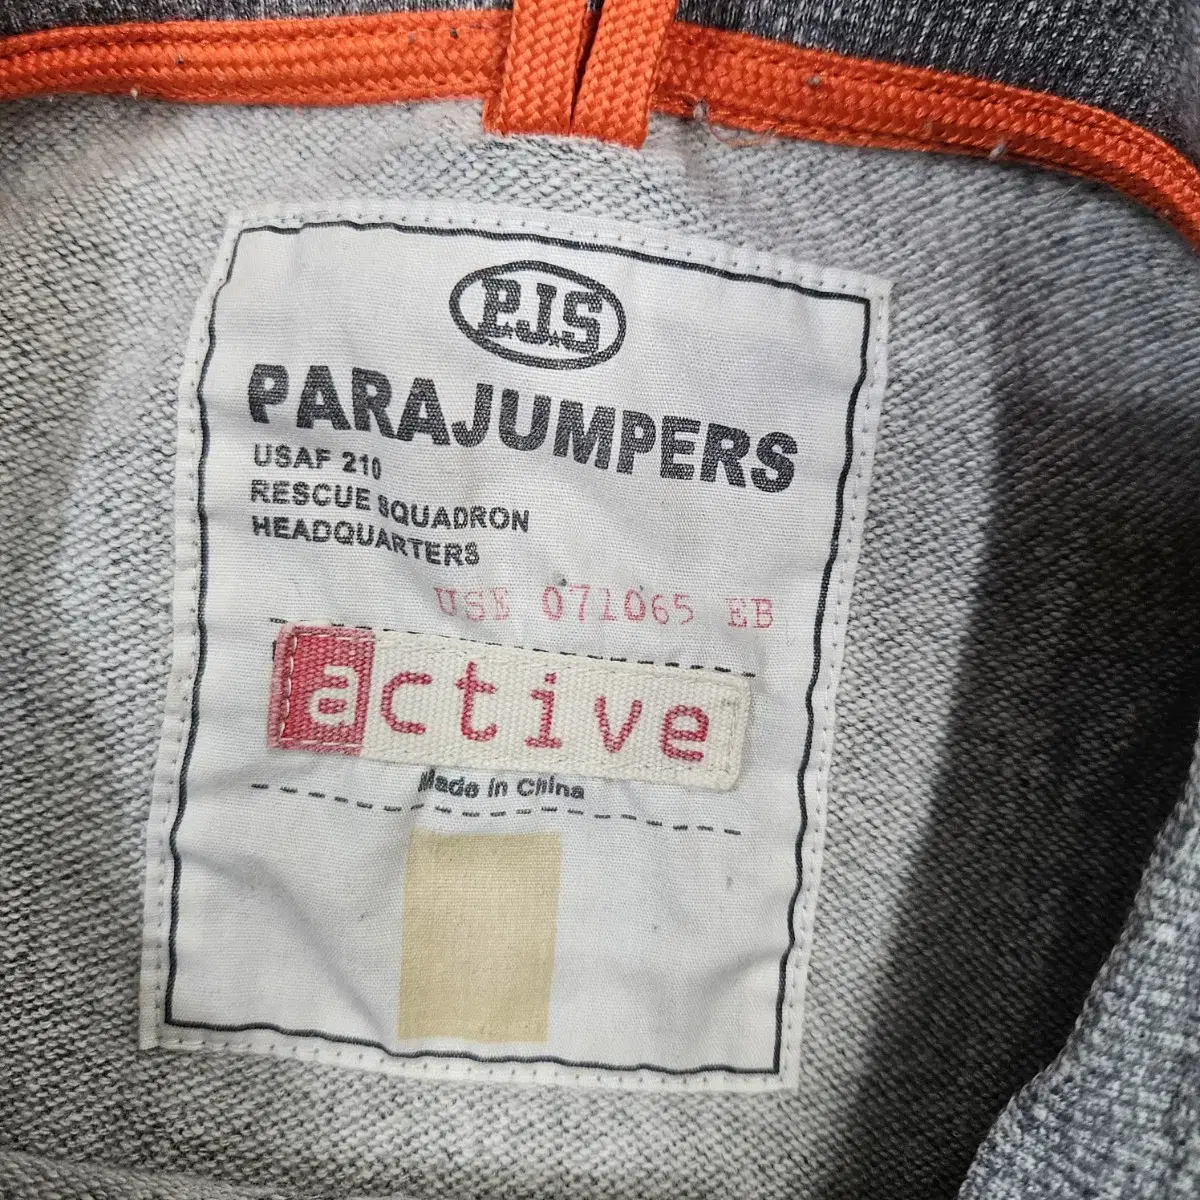 P.J.S
PARAJUMPERS
USAF 210
RESCUE SQUADRON
HEADQUARTERS
USE 071065 EB
active
Made in China